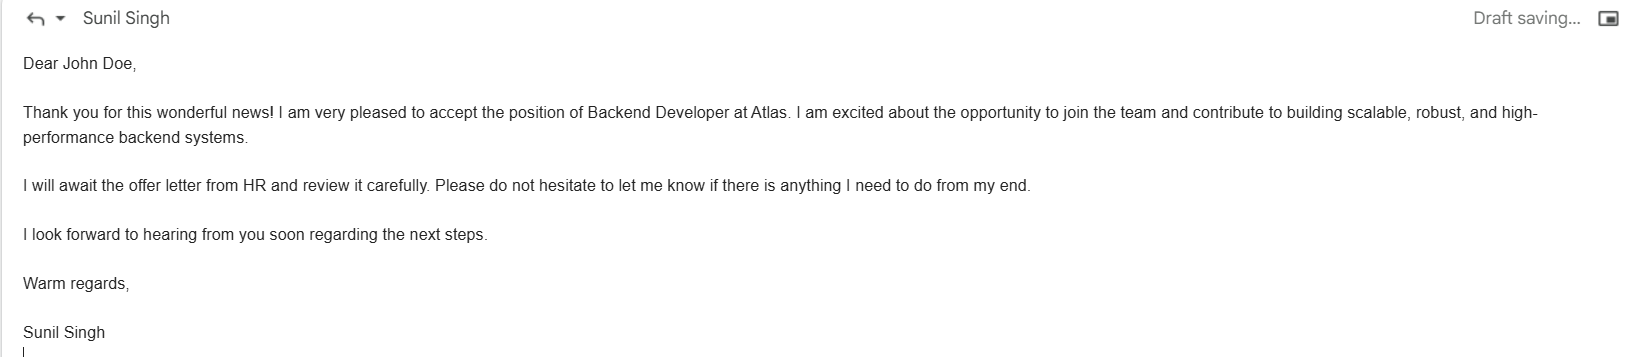 Sunil Singh
Draft saving...
Dear John Doe,
Thank you for this wonderful news! I am very pleased to accept the position of Backend Developer at Atlas. I am excited about the opportunity to join the team and contribute to building scalable, robust, and high-
performance backend systems.
I will await the offer letter from HR and review it carefully. Please do not hesitate to let me know if there is anything I need to do from my end.
I look forward to hearing from you soon regarding the next steps.
Warm regards,
Sunil Singh